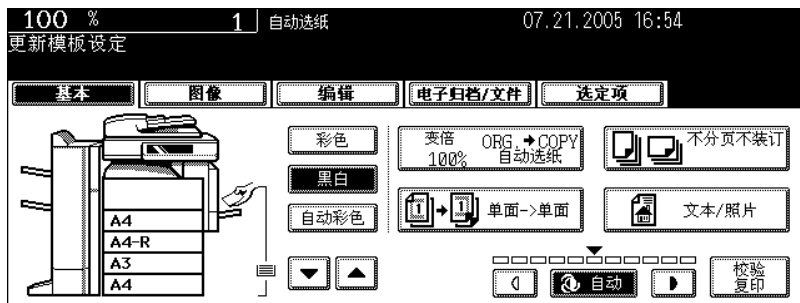 100 % 1 自动选纸 07.21.2005 16:54
更新模板设定
基本 图像 编辑 电子归档/文件 选定项
彩色
黑白
自动彩色
变倍 ORG.➔COPY
100% 自动选纸
不分页不装订
1➔1 单面->单面
文本/照片
A4
A4-R
A3
A4
自动
校验
复印